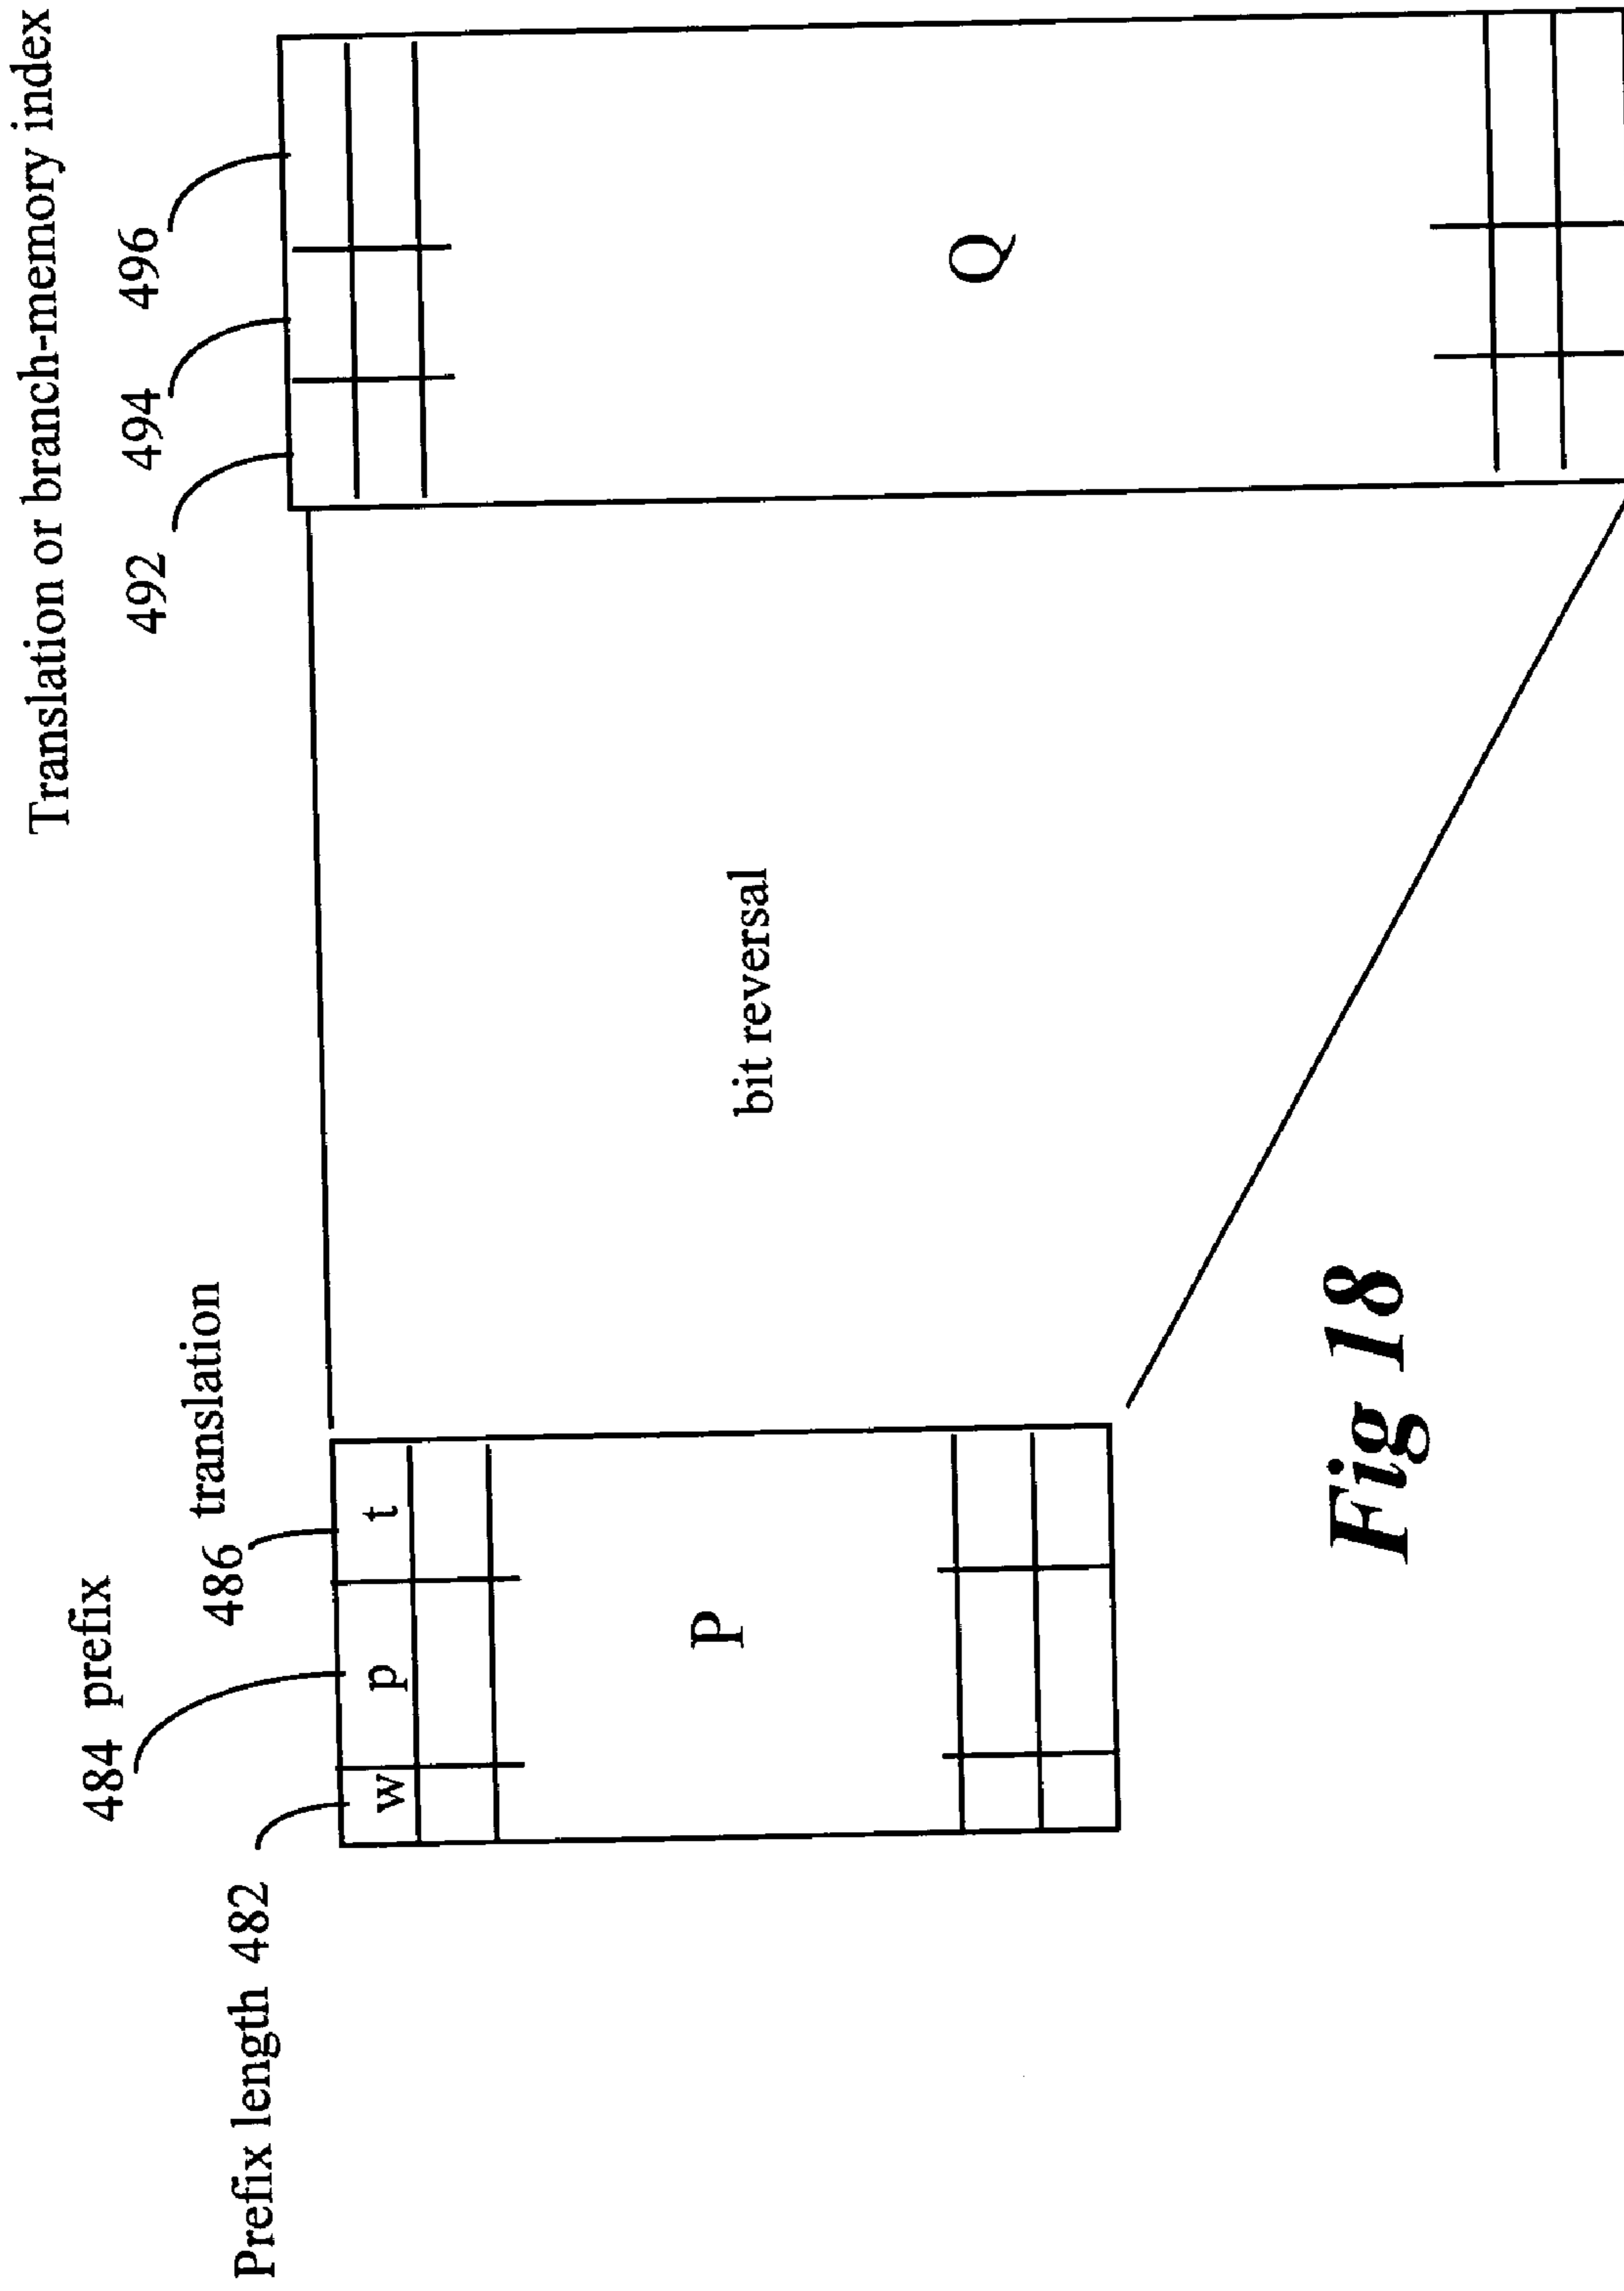 Translation or branch-memory index
492 494 496
484 prefix
486 translation
Prefix length 482
w p t
P
bit reversal
Q
Fig 18